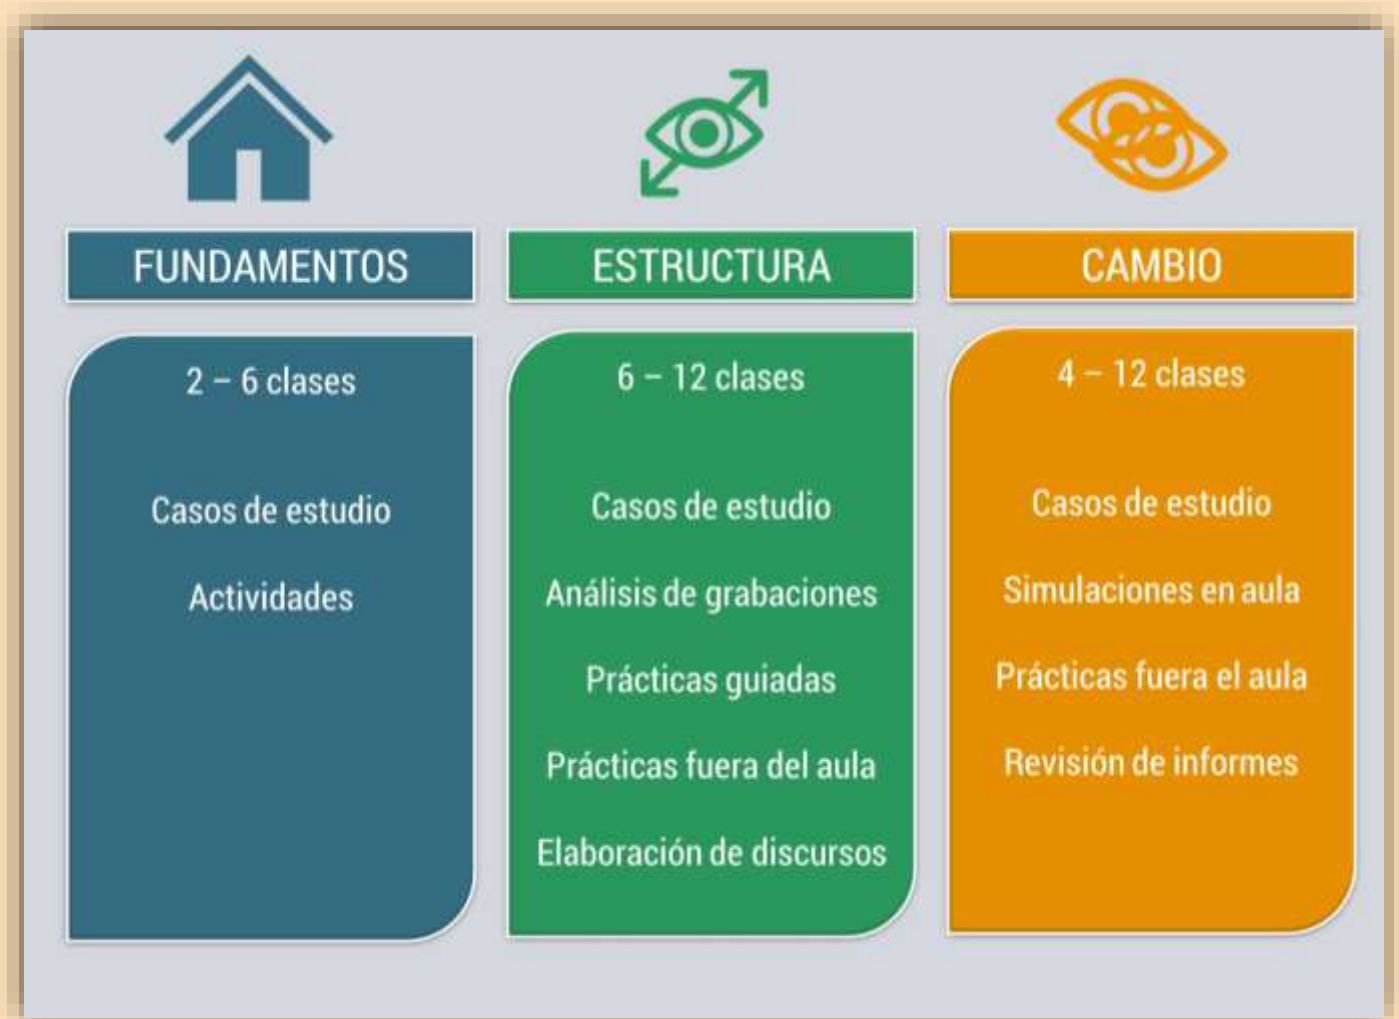 FUNDAMENTOS
2 – 6 clases
Casos de estudio
Actividades
ESTRUCTURA
6 – 12 clases
Casos de estudio
Análisis de grabaciones
Prácticas guiadas
Prácticas fuera del aula
Elaboración de discursos
CAMBIO
4 – 12 clases
Casos de estudio
Simulaciones en aula
Prácticas fuera el aula
Revisión de informes